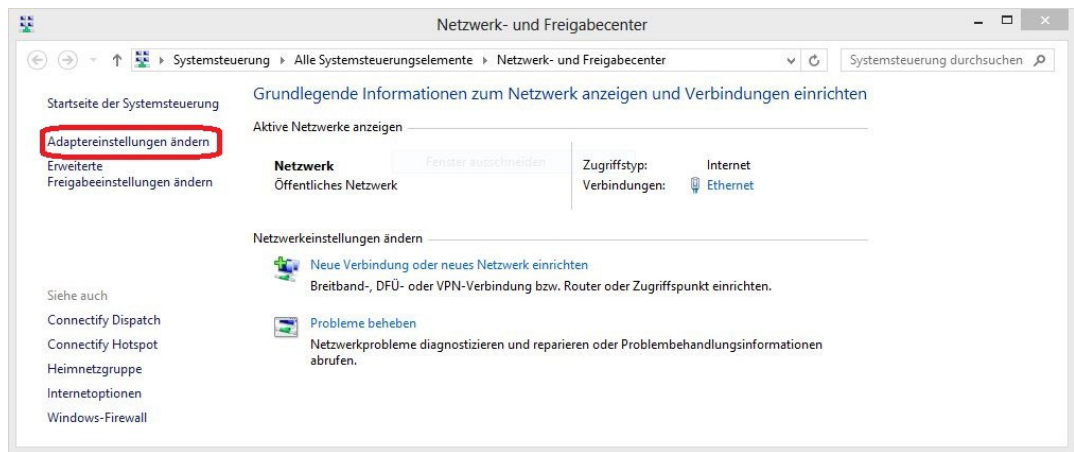 Netzwerk- und Freigabecenter
Systemsteuerung Alle Systemsteuerungselemente Netzwerk- und Freigabecenter
Systemsteuerung durchsuchen
Startseite der Systemsteuerung
Adaptereinstellungen ändern
Erweiterte
Freigabeeinstellungen ändern
Grundlegende Informationen zum Netzwerk anzeigen und Verbindungen einrichten
Aktive Netzwerke anzeigen
Netzwerk
Öffentliches Netzwerk
Fenster ausschneiden
Zugriffstyp: Internet
Verbindungen: Ethernet
Netzwerkeinstellungen ändern
Neue Verbindung oder neues Netzwerk einrichten
Breitband-, DFÜ- oder VPN-Verbindung bzw. Router oder Zugriffspunkt einrichten.
Probleme beheben
Netzwerkprobleme diagnostizieren und reparieren oder Problembehandlungsinformationen
abrufen.
Siehe auch
Connectify Dispatch
Connectify Hotspot
Heimnetzgruppe
Internetoptionen
Windows-Firewall